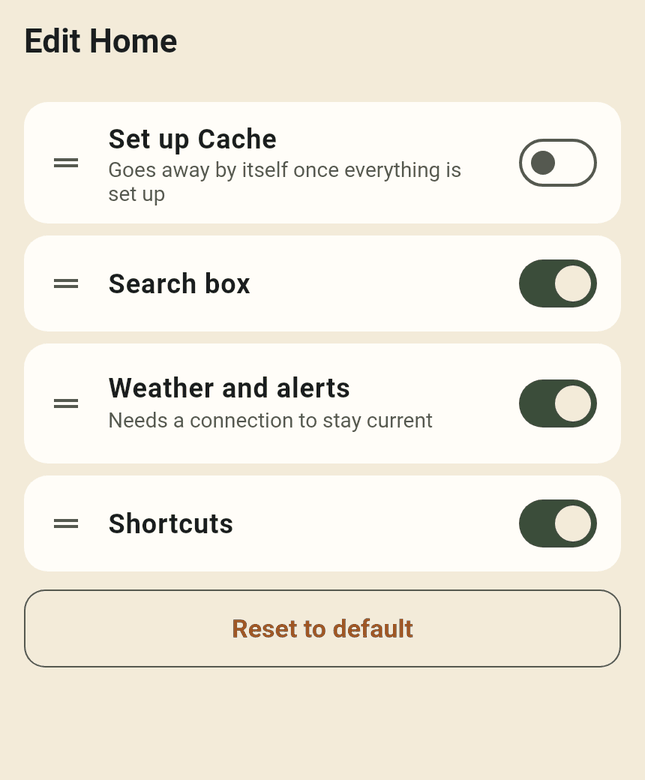 Edit Home
Set up Cache
Goes away by itself once everything is
set up
Search box
Weather and alerts
Needs a connection to stay current
Shortcuts
Reset to default